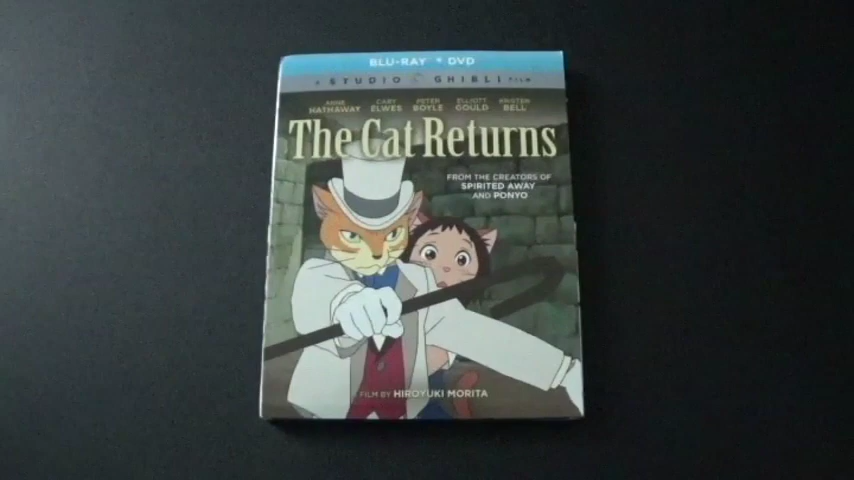 BLU-RAY + DVD
A STUDIO GHIBLI FILM
ANNE HATHAWAY CARY ELWES PETER BOYLE ELLIOTT GOULD KRISTEN BELL
The Cat Returns
FROM THE CREATORS OF
SPIRITED AWAY
AND PONYO
FILM BY HIROYUKI MORITA